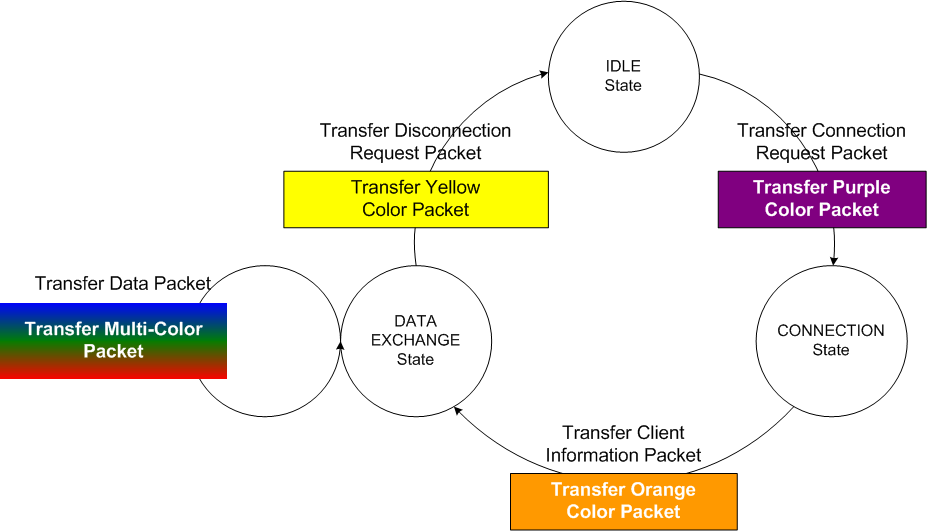 IDLE
State
Transfer Disconnection
Request Packet
Transfer Connection
Request Packet
Transfer Yellow
Color Packet
Transfer Purple
Color Packet
Transfer Data Packet
Transfer Multi-Color
Packet
DATA
EXCHANGE
State
CONNECTION
State
Transfer Client
Information Packet
Transfer Orange
Color Packet